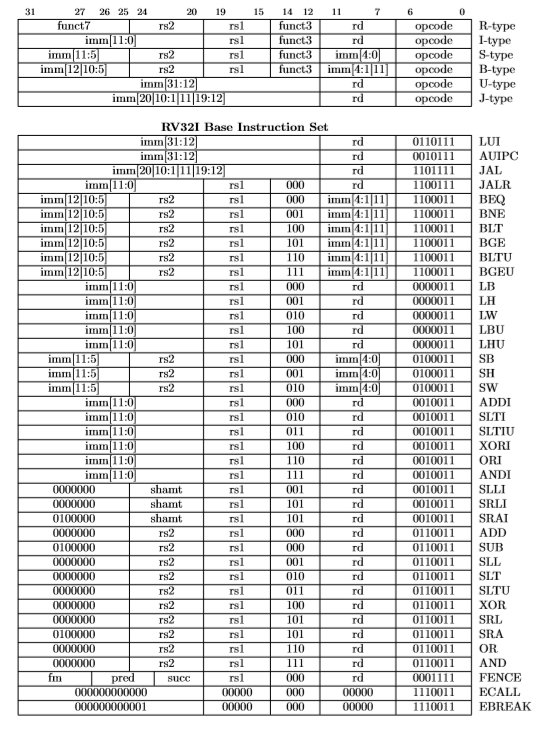 31 27 26 25 24 20 19 15 14 12 11 7 6 0
funct7 rs2 rs1 funct3 rd opcode R-type
imm[11:0] rs1 funct3 rd opcode I-type
imm[11:5] rs2 rs1 funct3 imm[4:0] opcode S-type
imm[12|10:5] rs2 rs1 funct3 imm[4:1|11] opcode B-type
imm[31:12] rd opcode U-type
imm[20|10:1|11|19:12] rd opcode J-type
RV32I Base Instruction Set
imm[31:12] rd 0110111 LUI
imm[31:12] rd 0010111 AUIPC
imm[20|10:1|11|19:12] rd 1101111 JAL
imm[11:0] rs1 000 rd 1100111 JALR
imm[12|10:5] rs2 rs1 000 imm[4:1|11] 1100011 BEQ
imm[12|10:5] rs2 rs1 001 imm[4:1|11] 1100011 BNE
imm[12|10:5] rs2 rs1 100 imm[4:1|11] 1100011 BLT
imm[12|10:5] rs2 rs1 101 imm[4:1|11] 1100011 BGE
imm[12|10:5] rs2 rs1 110 imm[4:1|11] 1100011 BLTU
imm[12|10:5] rs2 rs1 111 imm[4:1|11] 1100011 BGEU
imm[11:0] rs1 000 rd 0000011 LB
imm[11:0] rs1 001 rd 0000011 LH
imm[11:0] rs1 010 rd 0000011 LW
imm[11:0] rs1 100 rd 0000011 LBU
imm[11:0] rs1 101 rd 0000011 LHU
imm[11:5] rs2 rs1 000 imm[4:0] 0100011 SB
imm[11:5] rs2 rs1 001 imm[4:0] 0100011 SH
imm[11:5] rs2 rs1 010 imm[4:0] 0100011 SW
imm[11:0] rs1 000 rd 0010011 ADDI
imm[11:0] rs1 010 rd 0010011 SLTI
imm[11:0] rs1 011 rd 0010011 SLTIU
imm[11:0] rs1 100 rd 0010011 XORI
imm[11:0] rs1 110 rd 0010011 ORI
imm[11:0] rs1 111 rd 0010011 ANDI
0000000 shamt rs1 001 rd 0010011 SLLI
0000000 shamt rs1 101 rd 0010011 SRLI
0100000 shamt rs1 101 rd 0010011 SRAI
0000000 rs2 rs1 000 rd 0110011 ADD
0100000 rs2 rs1 000 rd 0110011 SUB
0000000 rs2 rs1 001 rd 0110011 SLL
0000000 rs2 rs1 010 rd 0110011 SLT
0000000 rs2 rs1 011 rd 0110011 SLTU
0000000 rs2 rs1 100 rd 0110011 XOR
0000000 rs2 rs1 101 rd 0110011 SRL
0100000 rs2 rs1 101 rd 0110011 SRA
0000000 rs2 rs1 110 rd 0110011 OR
0000000 rs2 rs1 111 rd 0110011 AND
fm pred succ rs1 000 rd 0001111 FENCE
000000000000 00000 000 00000 1110011 ECALL
000000000001 00000 000 00000 1110011 EBREAK